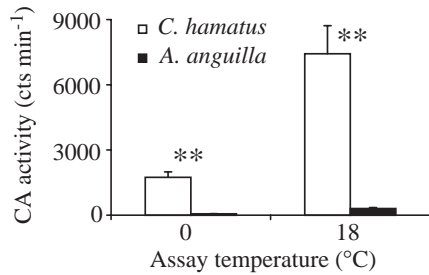 CA activity (cts min⁻¹)
9000
6000
3000
0
C. hamatus
A. anguilla
**
**
0
18
Assay temperature (°C)